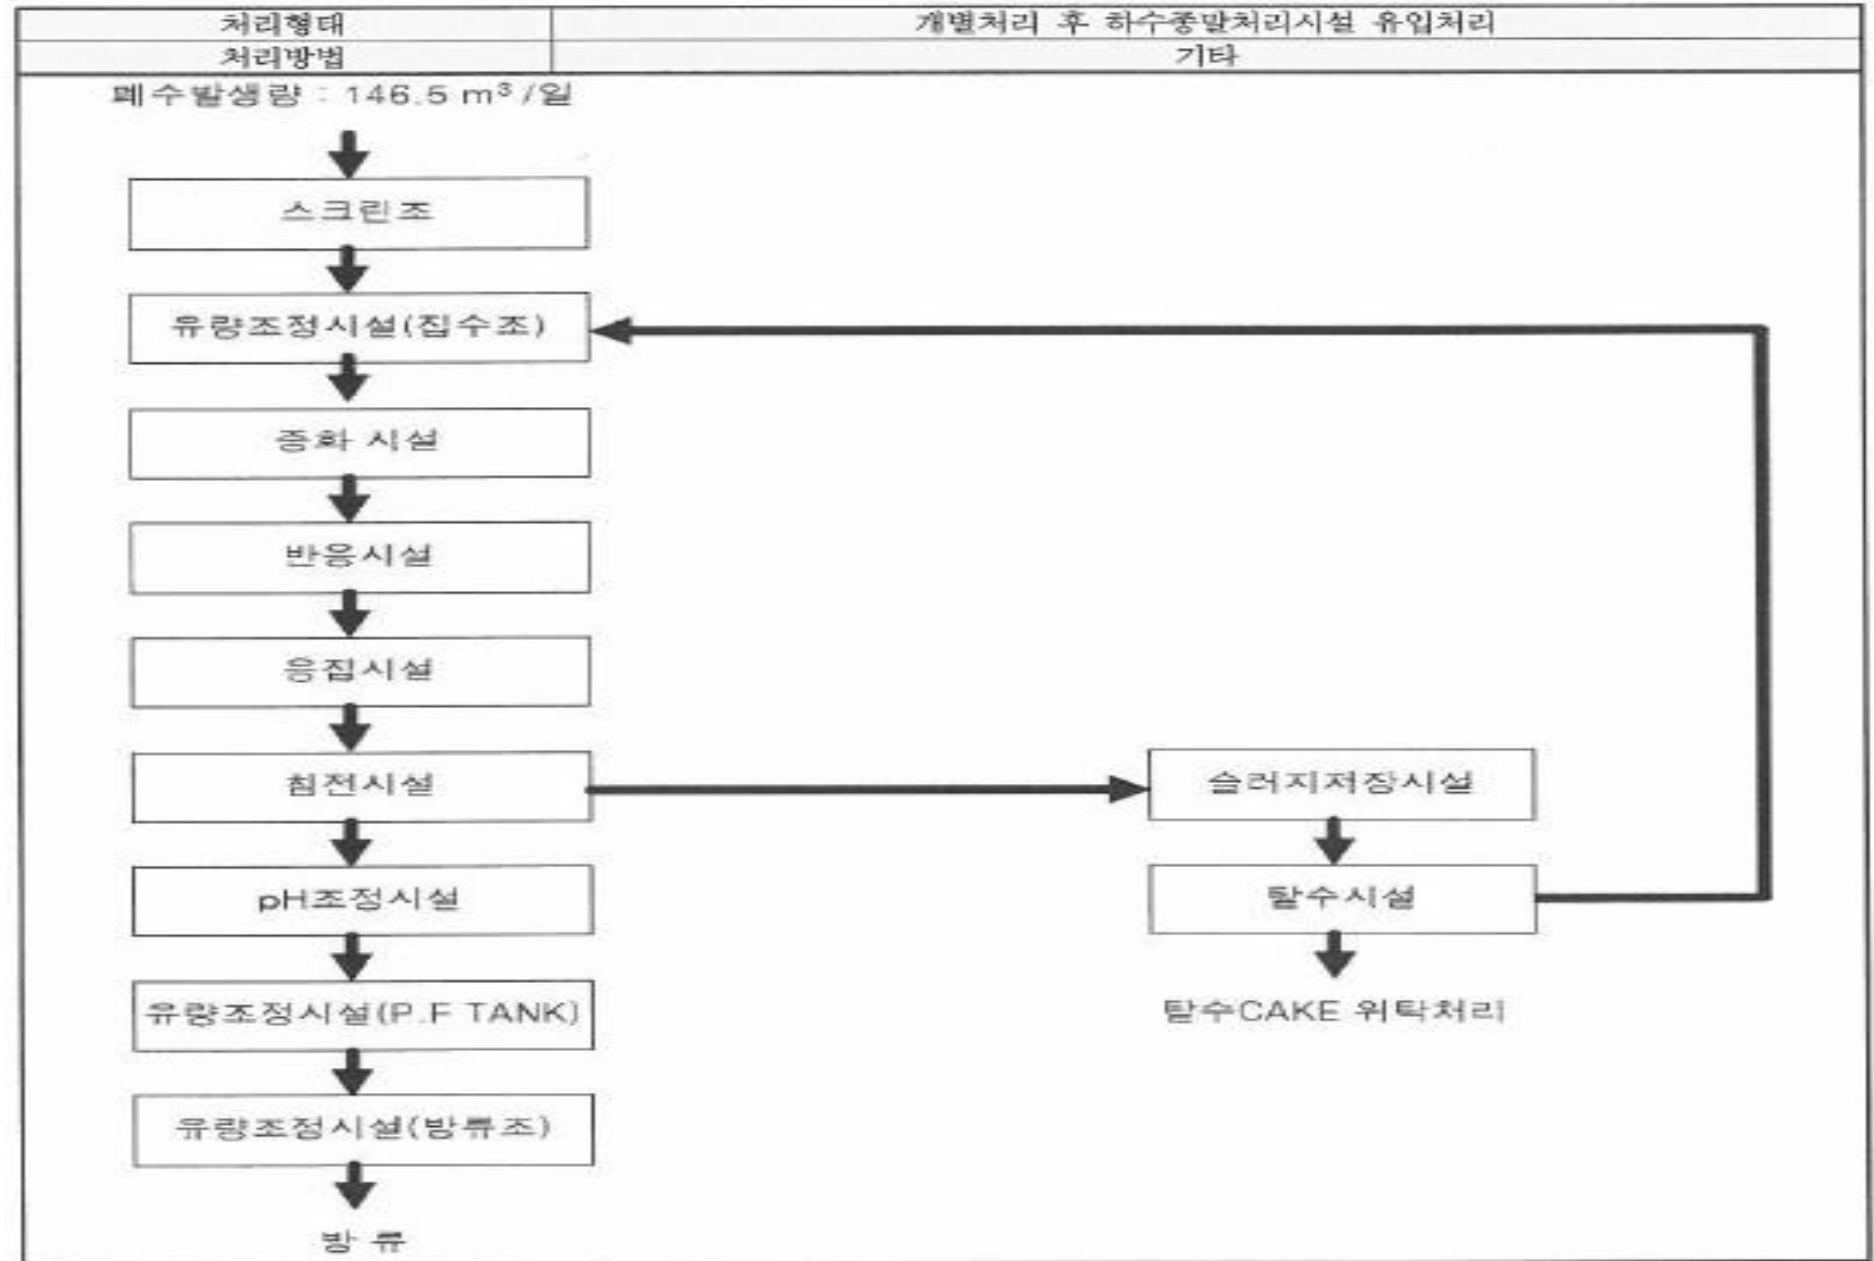 처리형태 개별처리 후 하수종말처리시설 유입처리
처리방법 기타
폐수발생량 : 146.5 m³/일
스크린조
유량조정시설(집수조)
중화 시설
반응시설
응집시설
침전시설
슬러지저장시설
pH조정시설
탈수시설
유량조정시설(P.F TANK)
탈수CAKE 위탁처리
유량조정시설(방류조)
방 류